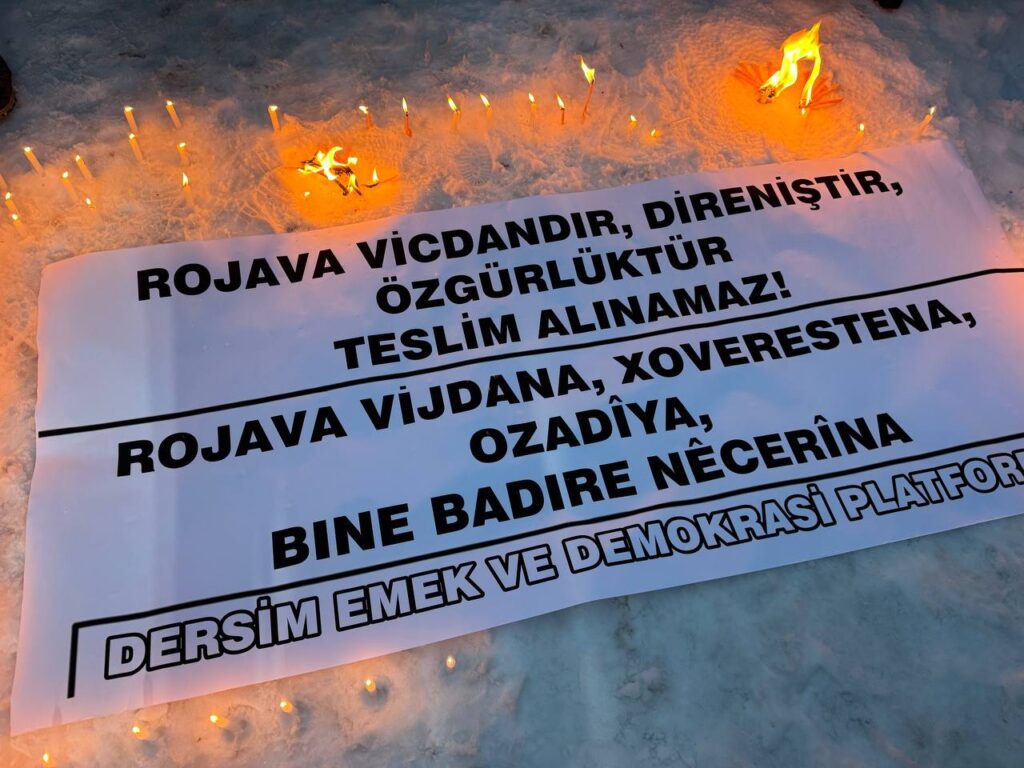 ROJAVA VİCDANDIR, DİRENİŞTİR,
ÖZGÜRLÜKTÜR
TESLİM ALINAMAZ!
ROJAVA VİJDANA, XOVERESTENA,
OZADÎYA,
BINE BADIRE NÊCERÎNA
DERSİM EMEK VE DEMOKRASİ PLATFOR